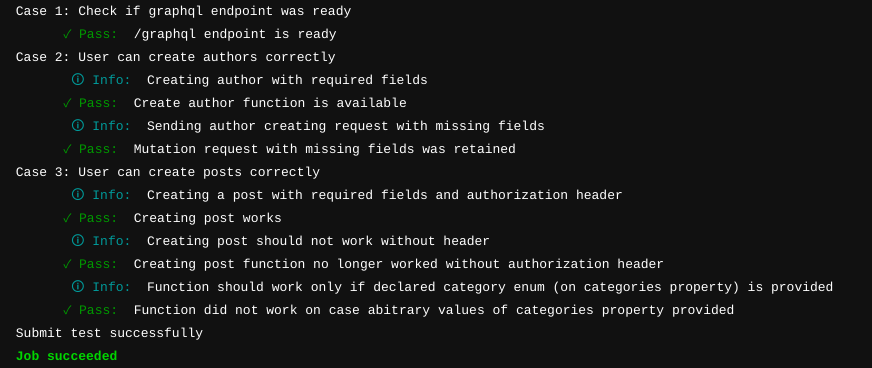 Case 1: Check if graphql endpoint was ready
✓ Pass: /graphql endpoint is ready
Case 2: User can create authors correctly
ⓘ Info: Creating author with required fields
✓ Pass: Create author function is available
ⓘ Info: Sending author creating request with missing fields
✓ Pass: Mutation request with missing fields was retained
Case 3: User can create posts correctly
ⓘ Info: Creating a post with required fields and authorization header
✓ Pass: Creating post works
ⓘ Info: Creating post should not work without header
✓ Pass: Creating post function no longer worked without authorization header
ⓘ Info: Function should work only if declared category enum (on categories property) is provided
✓ Pass: Function did not work on case abitrary values of categories property provided
Submit test successfully
Job succeeded